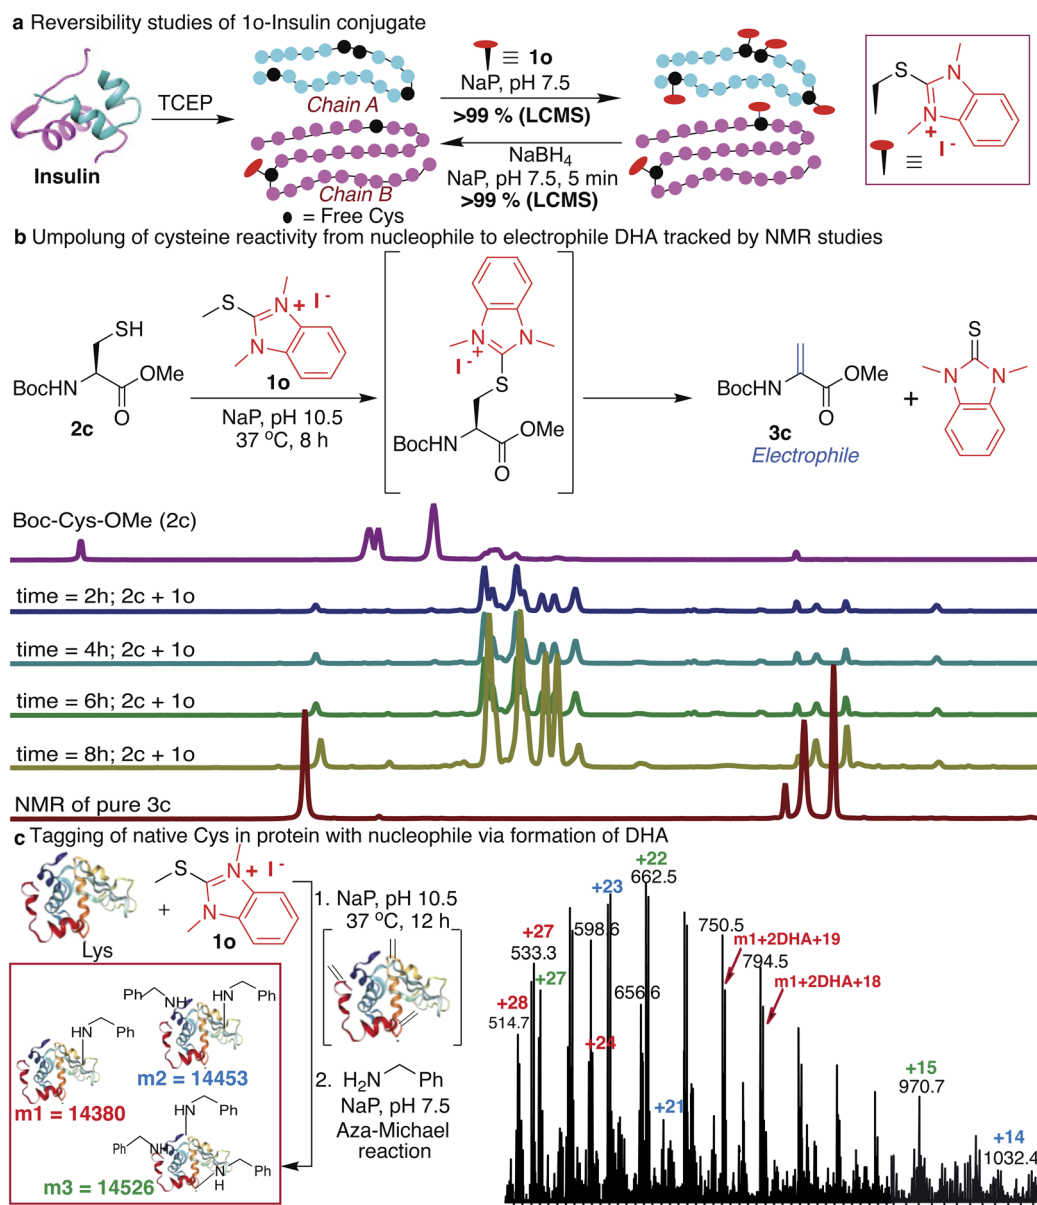 a Reversibility studies of 1o-Insulin conjugate
Insulin
TCEP
Chain A
Chain B
● = Free Cys
≡ 1o
NaP, pH 7.5
>99 % (LCMS)
NaBH4
NaP, pH 7.5, 5 min
>99 % (LCMS)
S
N
N
+
I-
≡
b Umpolung of cysteine reactivity from nucleophile to electrophile DHA tracked by NMR studies
SH
BocHN
OMe
O
2c
S
N
+ I-
N
1o
NaP, pH 10.5
37 ºC, 8 h
N
+
N
I-
S
BocHN
OMe
O
BocHN
OMe
O
3c
Electrophile
+
S
N
N
Boc-Cys-OMe (2c)
time = 2h; 2c + 1o
time = 4h; 2c + 1o
time = 6h; 2c + 1o
time = 8h; 2c + 1o
NMR of pure 3c
c Tagging of native Cys in protein with nucleophile via formation of DHA
Lys
+
S
N
+ I-
N
1o
1. NaP, pH 10.5
37 ºC, 12 h
2. H2N Ph
NaP, pH 7.5
Aza-Michael
reaction
HN
Ph
m1 = 14380
Ph
NH
HN
Ph
m2 = 14453
HN
Ph
Ph
NH
N
H
Ph
m3 = 14526
+28
514.7
+27
533.3
+27
598.6
+24
+23
656.6
+22
662.5
+21
750.5
m1+2DHA+19
794.5
m1+2DHA+18
+15
970.7
+14
1032.4